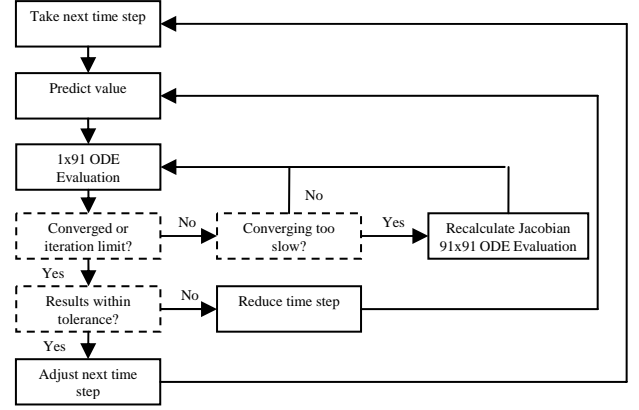 Take next time step
Predict value
1x91 ODE
Evaluation
No
Converged or
iteration limit?
No
Converging too
slow?
Yes
Recalculate Jacobian
91x91 ODE Evaluation
Yes
Results within
tolerance?
No
Reduce time step
Yes
Adjust next time
step